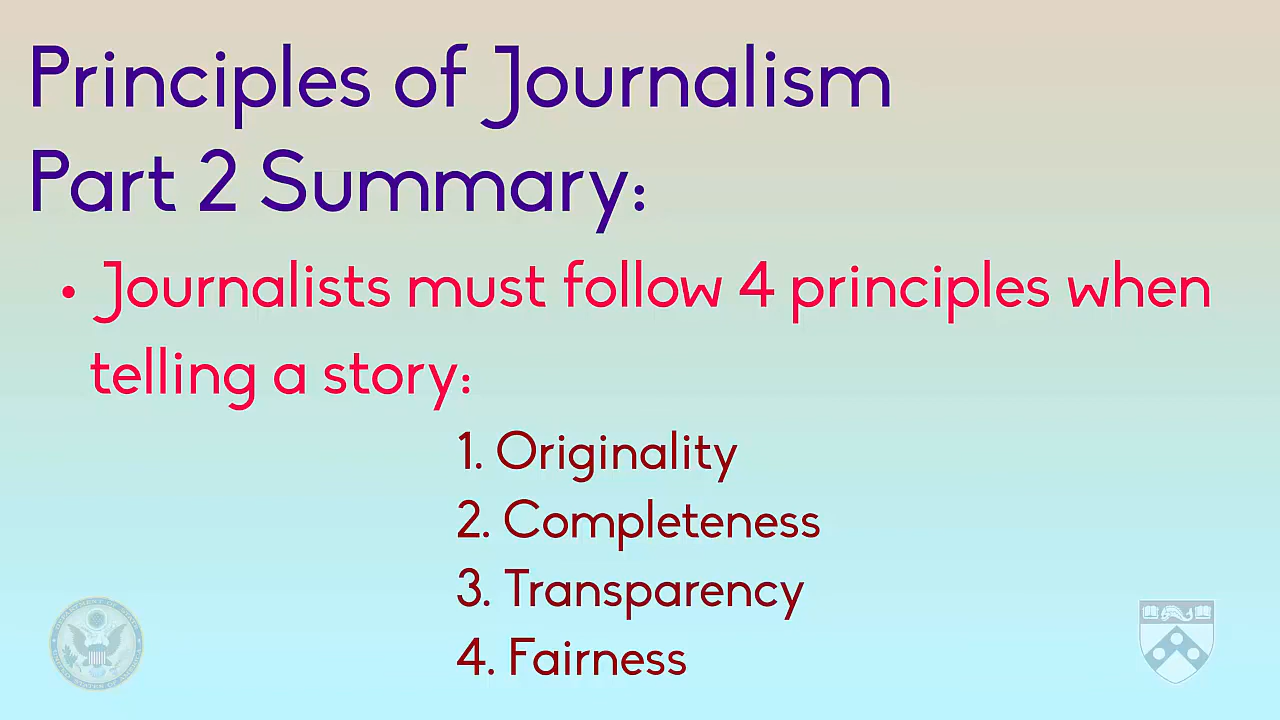 Principles of Journalism
Part 2 Summary:
• Journalists must follow 4 principles when
telling a story:
1. Originality
2. Completeness
3. Transparency
4. Fairness